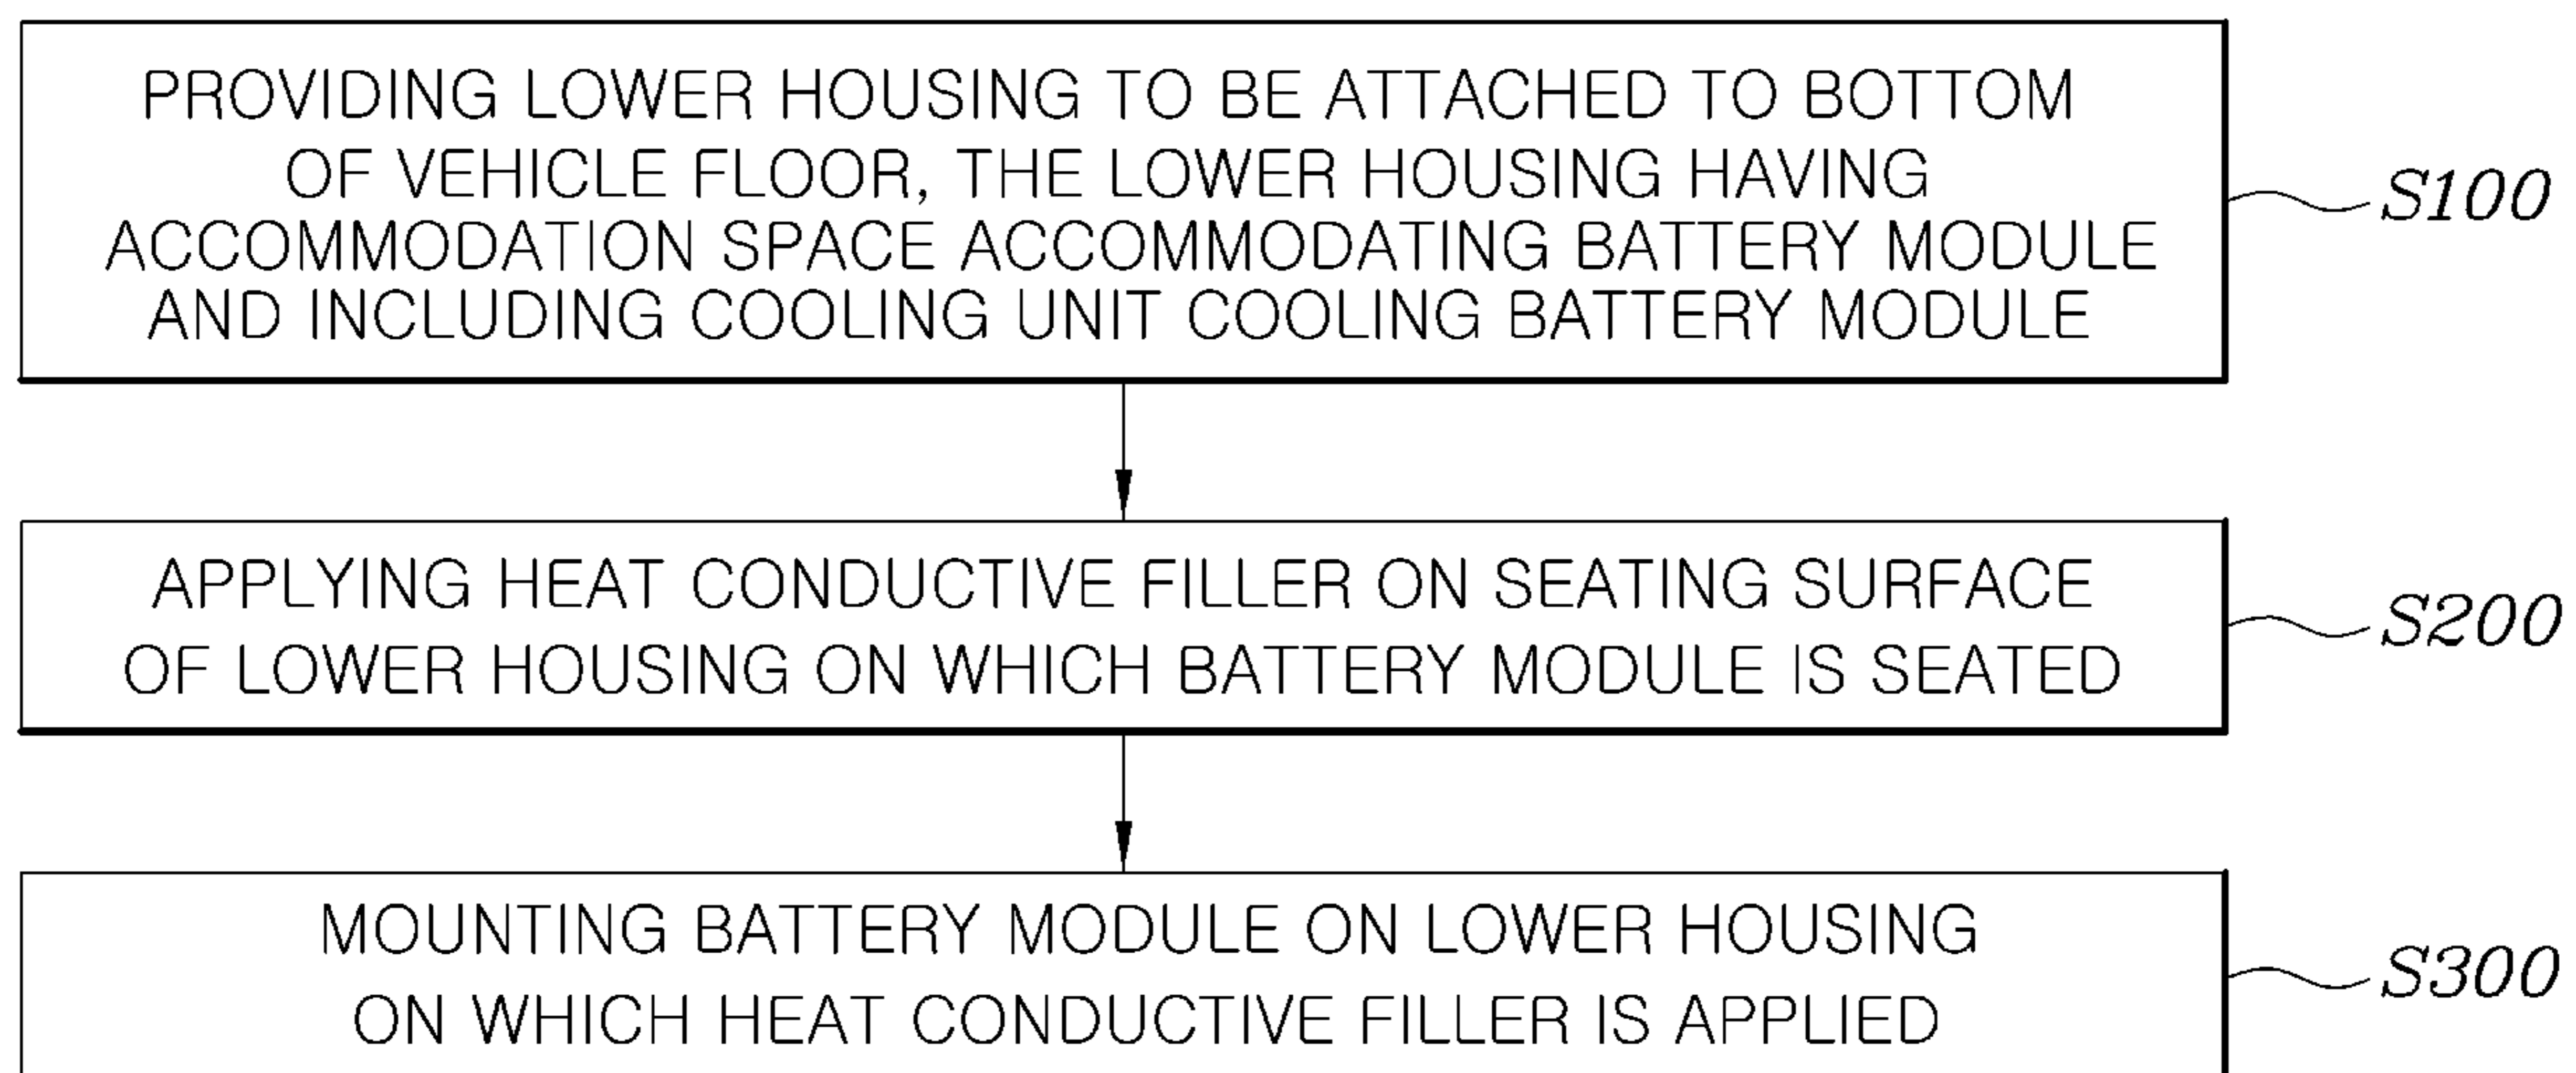 PROVIDING LOWER HOUSING TO BE ATTACHED TO BOTTOM
OF VEHICLE FLOOR, THE LOWER HOUSING HAVING
ACCOMMODATION SPACE ACCOMMODATING BATTERY MODULE
AND INCLUDING COOLING UNIT COOLING BATTERY MODULE
S100
APPLYING HEAT CONDUCTIVE FILLER ON SEATING SURFACE
OF LOWER HOUSING ON WHICH BATTERY MODULE IS SEATED
S200
MOUNTING BATTERY MODULE ON LOWER HOUSING
ON WHICH HEAT CONDUCTIVE FILLER IS APPLIED
S300